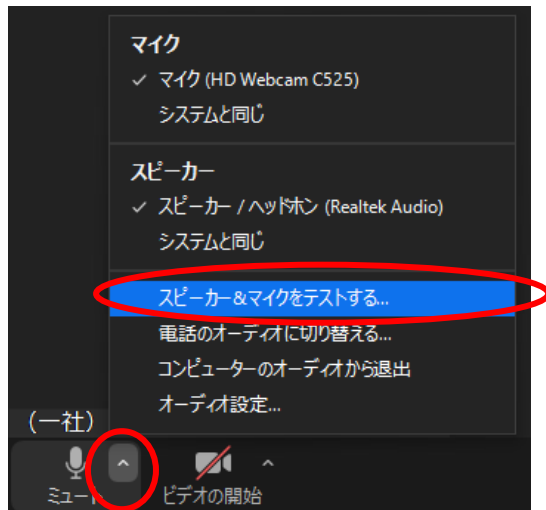 マイク
マイク (HD Webcam C525)
システムと同じ
スピーカー
スピーカー / ヘッドホン (Realtek Audio)
システムと同じ
スピーカー&マイクをテストする...
電話のオーディオに切り替える...
コンピューターのオーディオから退出
オーディオ設定...
(一社)
ミュート
ビデオの開始